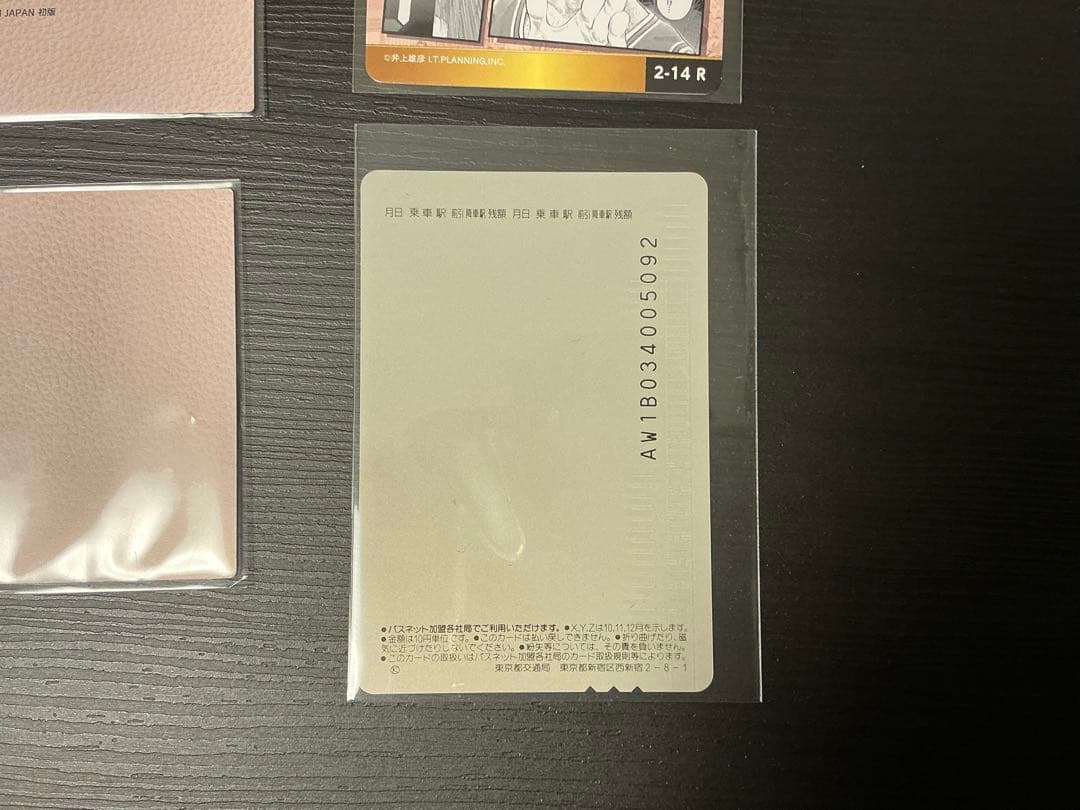 JAPAN 初版
©井上雄彦 I.T.PLANNING,INC.
2-14 R
月日 乗車駅 前引 降車駅 残額 月日 乗車駅 前引 降車駅 残額
AW1B034005092
●パスネット加盟各社局でご利用いただけます。●X,Y,Zは10,11,12月を示します。
●金額は10円単位です。●このカードは払い戻しできません。●折り曲げたり、磁
気に近づけたりしないでください。●紛失等については、その責を負いません。
●このカードの取扱いはパスネット加盟各社局のカード取扱規則等によります。
Ⓚ 東京都交通局 東京都新宿区西新宿2-8-1